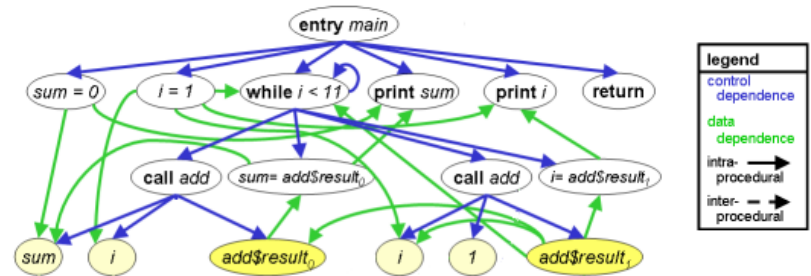 entry main
sum = 0
i = 1
while i < 11
print sum
print i
return
call add
sum= add$result0
call add
i= add$result1
sum
i
add$result0
i
1
add$result1
legend
control
dependence
data
dependence
intra-
procedural
inter-
procedural